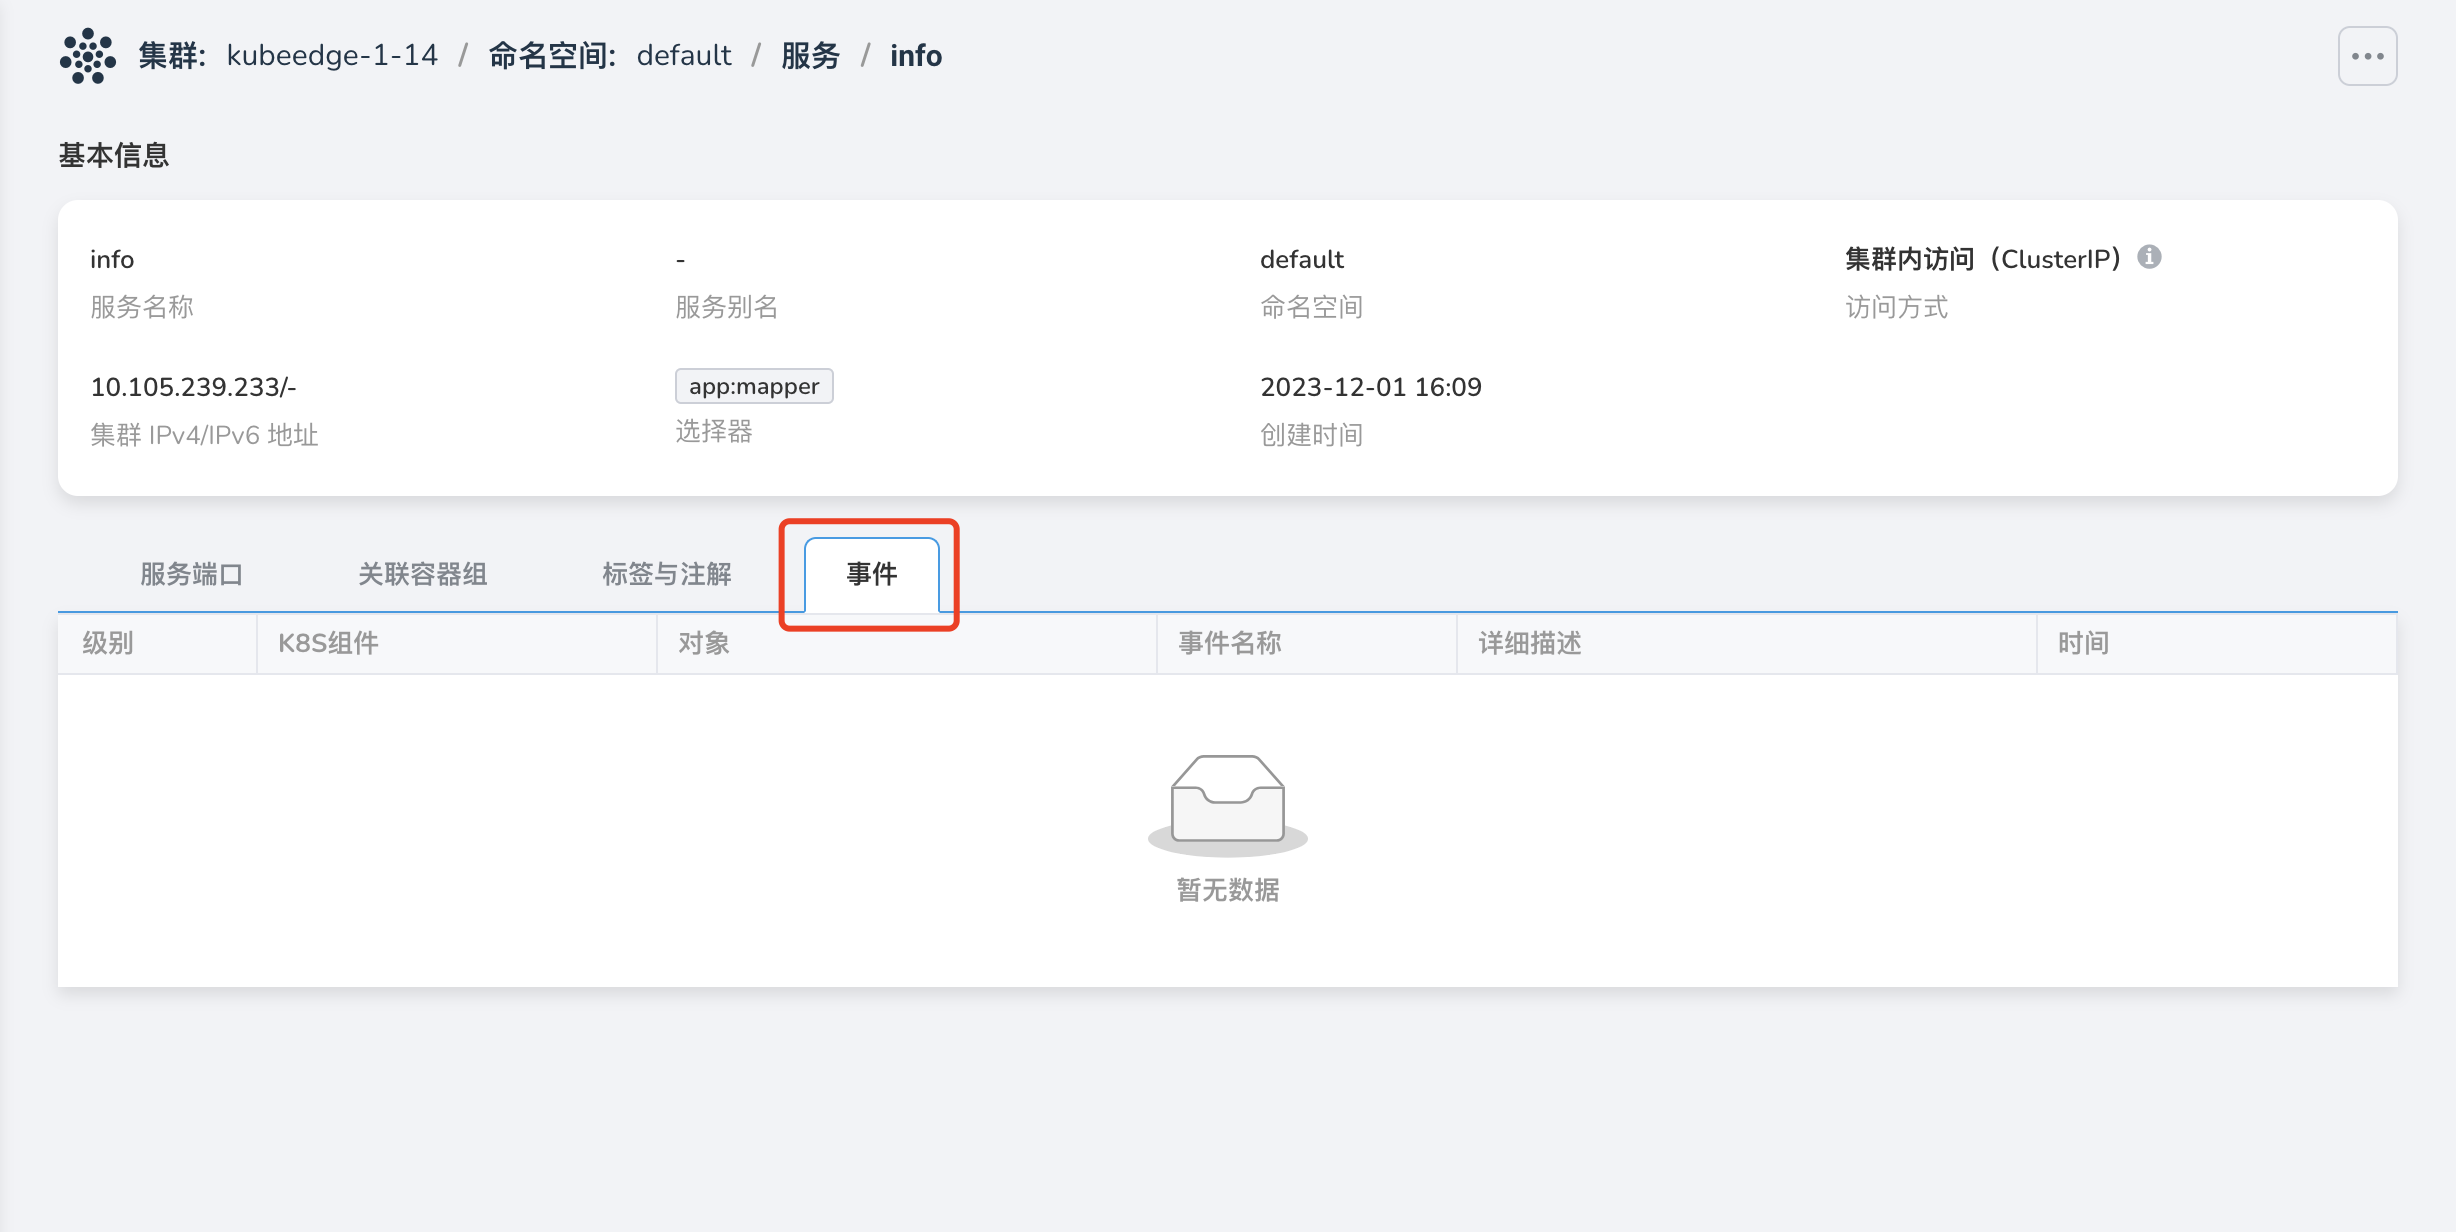 集群: kubeedge-1-14 / 命名空间: default / 服务 / info
基本信息
info - default 集群内访问（ClusterIP）
服务名称 服务别名 命名空间 访问方式
10.105.239.233/- app:mapper 2023-12-01 16:09
集群 IPv4/IPv6 地址 选择器 创建时间
服务端口 关联容器组 标签与注解 事件
级别 K8S组件 对象 事件名称 详细描述 时间
暂无数据